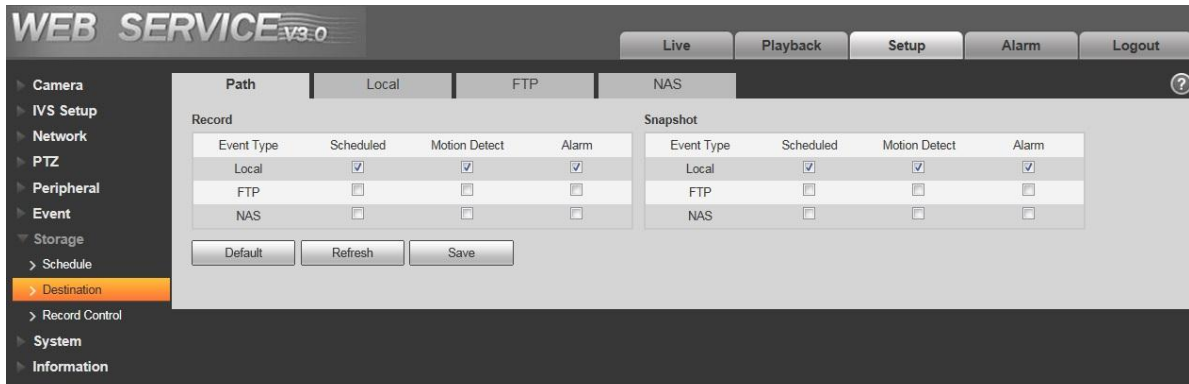 WEB SERVICE V3.0
Live Playback Setup Alarm Logout
Camera
IVS Setup
Network
PTZ
Peripheral
Event
Storage
Schedule
Destination
Record Control
System
Information
Path Local FTP NAS
?
Record
Event Type Scheduled Motion Detect Alarm
Local
FTP
NAS
Default Refresh Save
Snapshot
Event Type Scheduled Motion Detect Alarm
Local
FTP
NAS